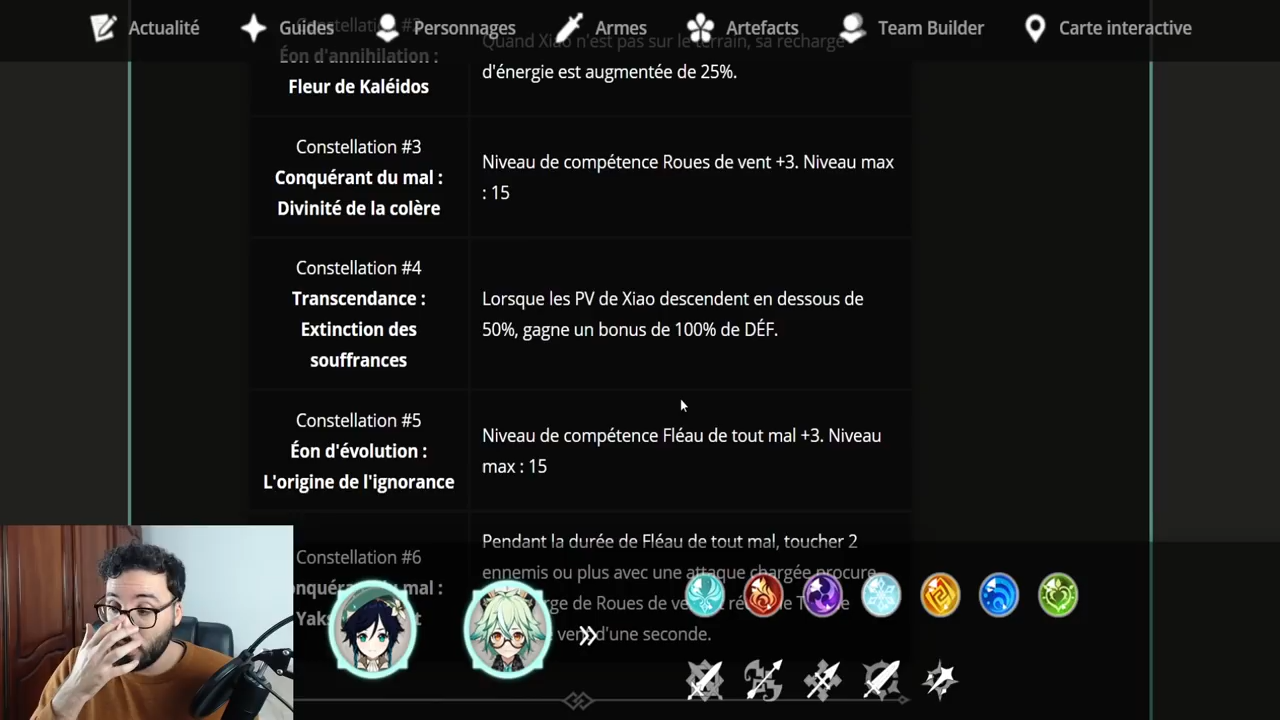 Actualité
Guides
Personnages
Armes
Artefacts
Team Builder
Carte interactive
Éon d'annihilation :
Fleur de Kaléidos
Quand Xiao n'est pas sur le terrain, sa recharge
d'énergie est augmentée de 25%.
Constellation #3
Conquérant du mal :
Divinité de la colère
Niveau de compétence Roues de vent +3. Niveau max
: 15
Constellation #4
Transcendance :
Extinction des
souffrances
Lorsque les PV de Xiao descendent en dessous de
50%, gagne un bonus de 100% de DÉF.
Constellation #5
Éon d'évolution :
L'origine de l'ignorance
Niveau de compétence Fléau de tout mal +3. Niveau
max : 15
Constellation #6
mal :
Pendant la durée de Fléau de tout mal, toucher 2
ennemis ou plus avec une attaque chargée procure
de Roues de
d'une seconde.